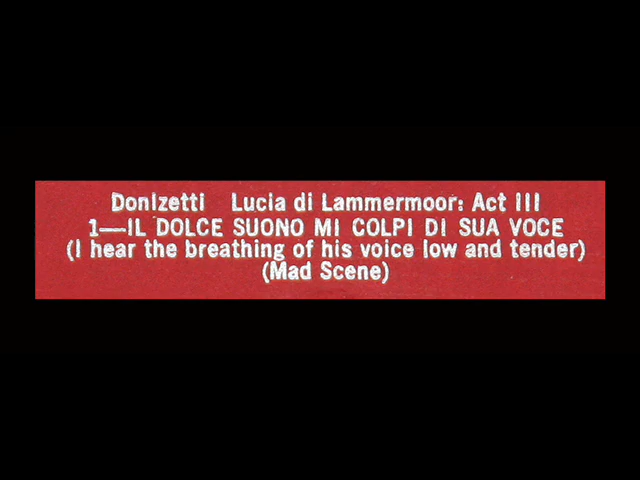 Donizetti Lucia di Lammermoor: Act III
1—IL DOLCE SUONO MI COLPI DI SUA VOCE
(I hear the breathing of his voice low and tender)
(Mad Scene)